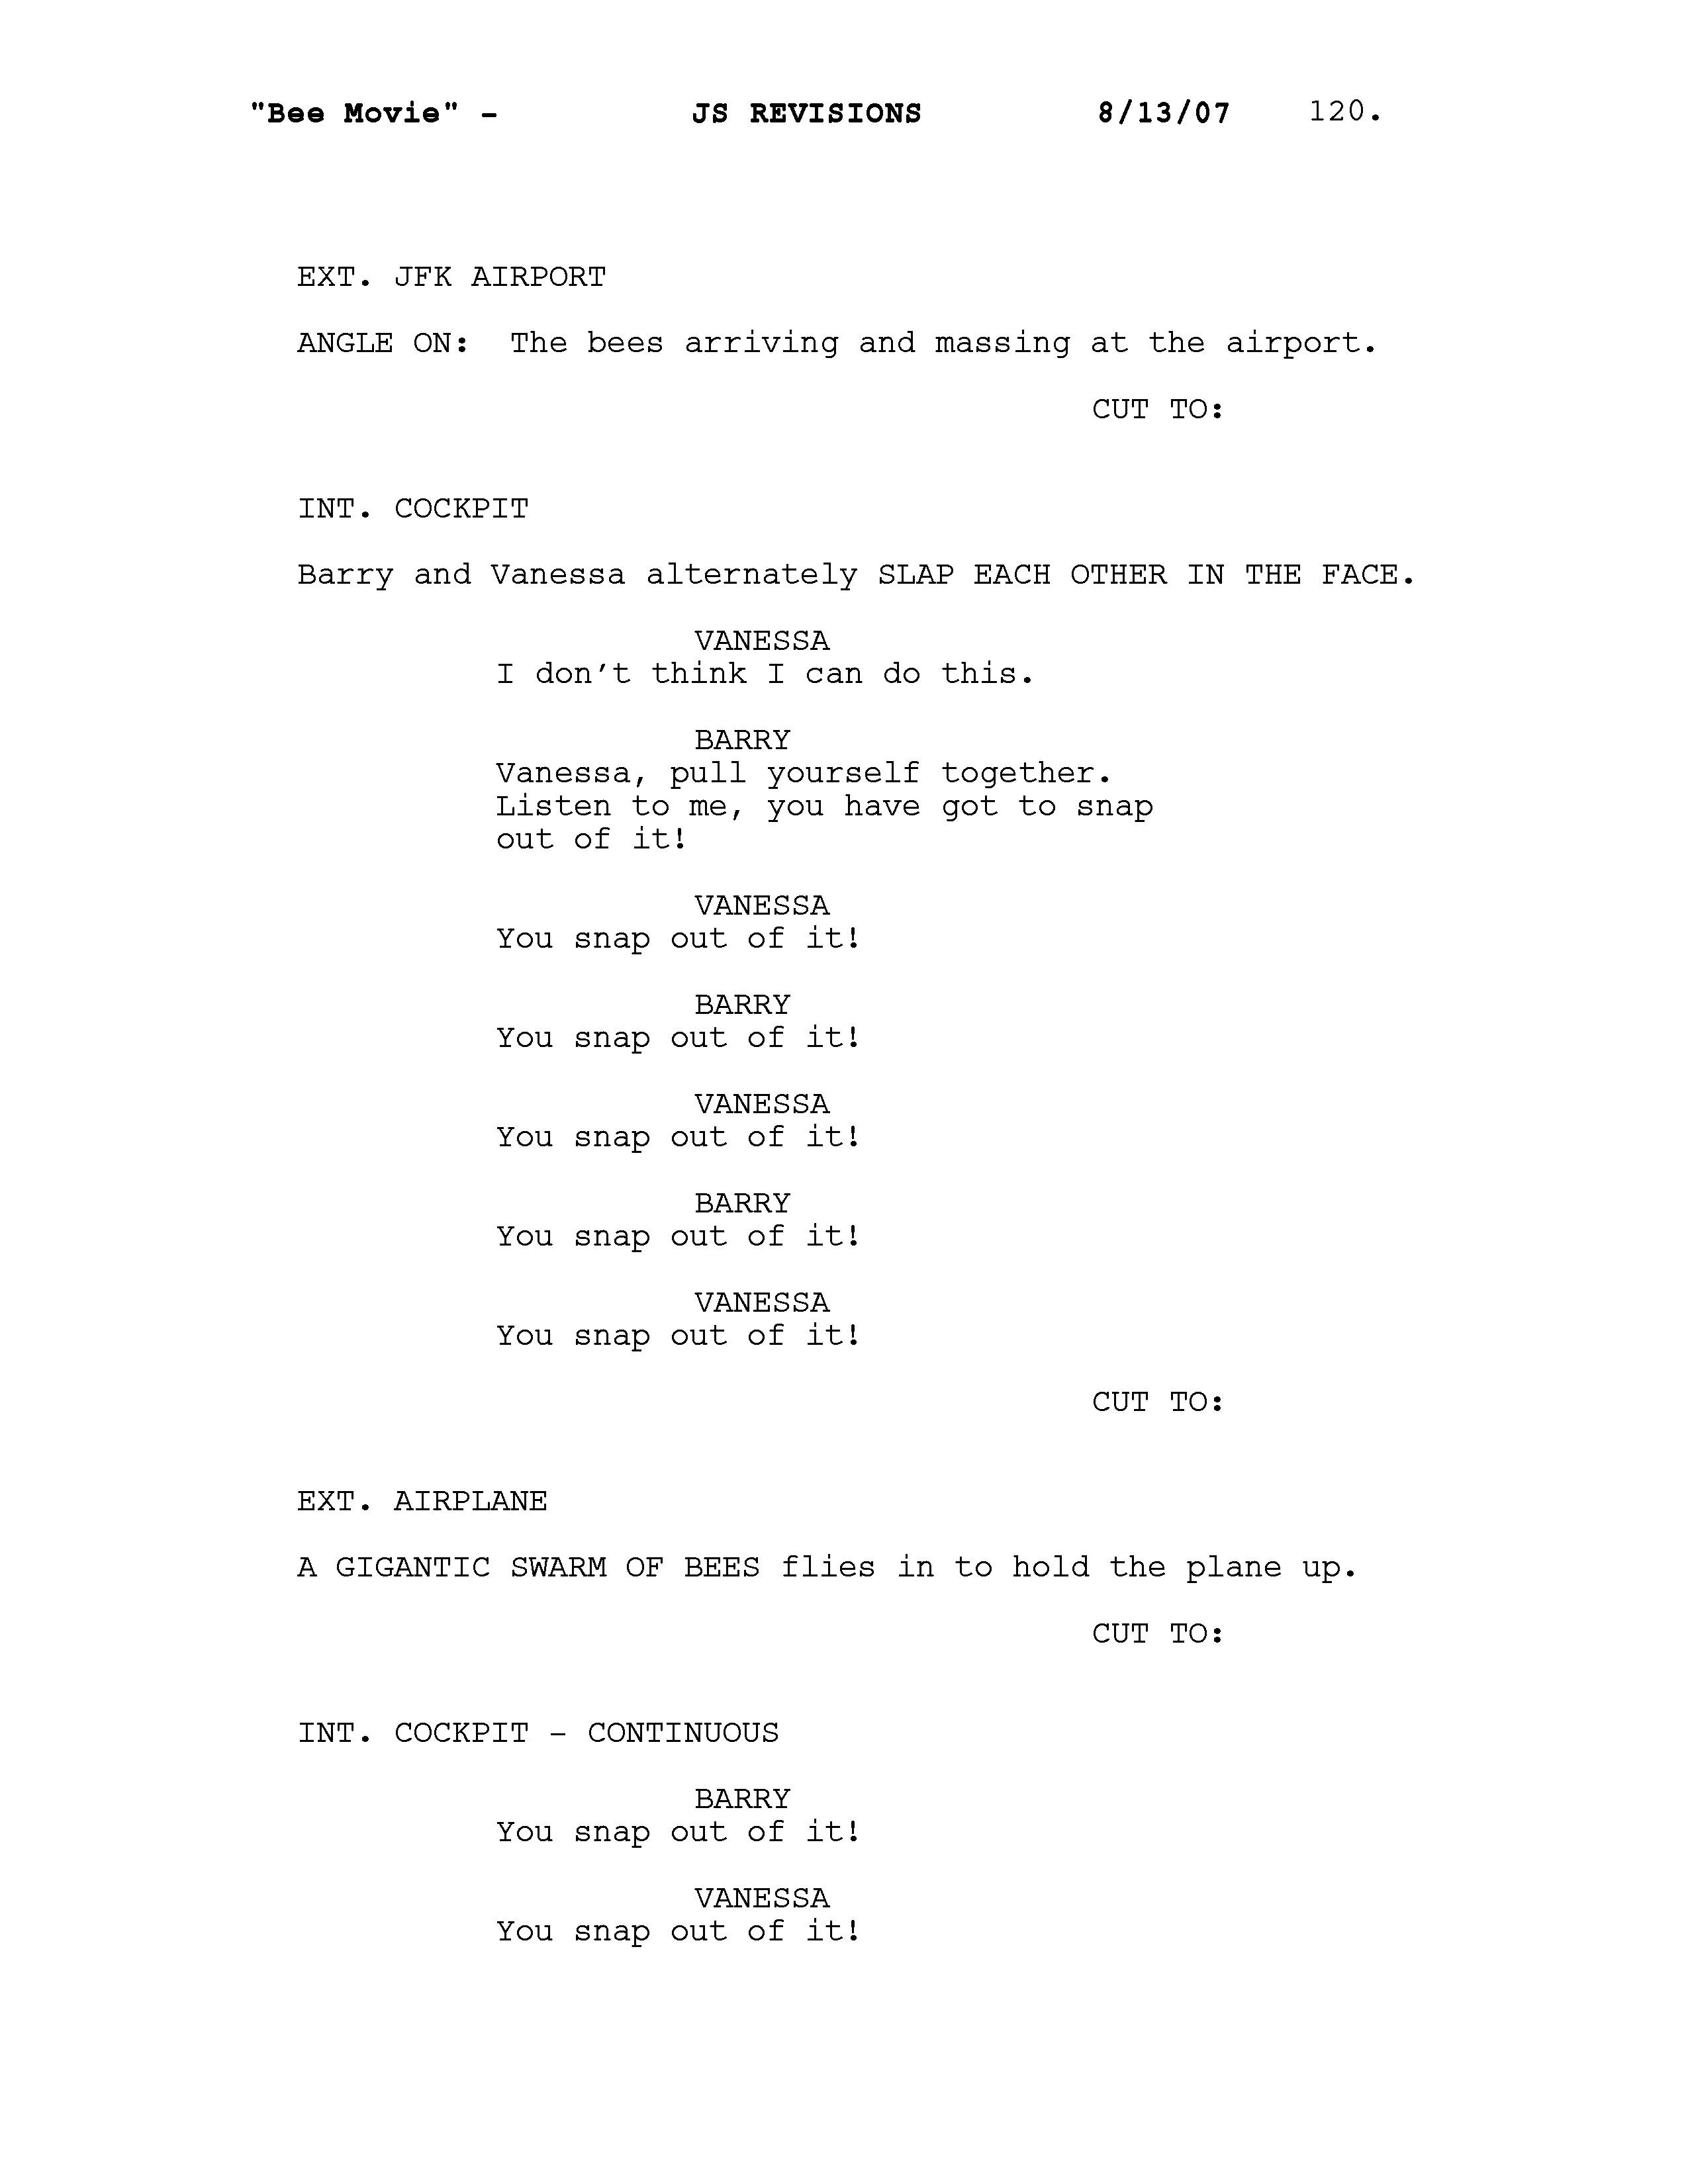 "Bee Movie" - JS REVISIONS 8/13/07 120.
EXT. JFK AIRPORT
ANGLE ON: The bees arriving and massing at the airport.
CUT TO:
INT. COCKPIT
Barry and Vanessa alternately SLAP EACH OTHER IN THE FACE.
VANESSA
I don't think I can do this.
BARRY
Vanessa, pull yourself together.
Listen to me, you have got to snap
out of it!
VANESSA
You snap out of it!
BARRY
You snap out of it!
VANESSA
You snap out of it!
BARRY
You snap out of it!
VANESSA
You snap out of it!
CUT TO:
EXT. AIRPLANE
A GIGANTIC SWARM OF BEES flies in to hold the plane up.
CUT TO:
INT. COCKPIT - CONTINUOUS
BARRY
You snap out of it!
VANESSA
You snap out of it!